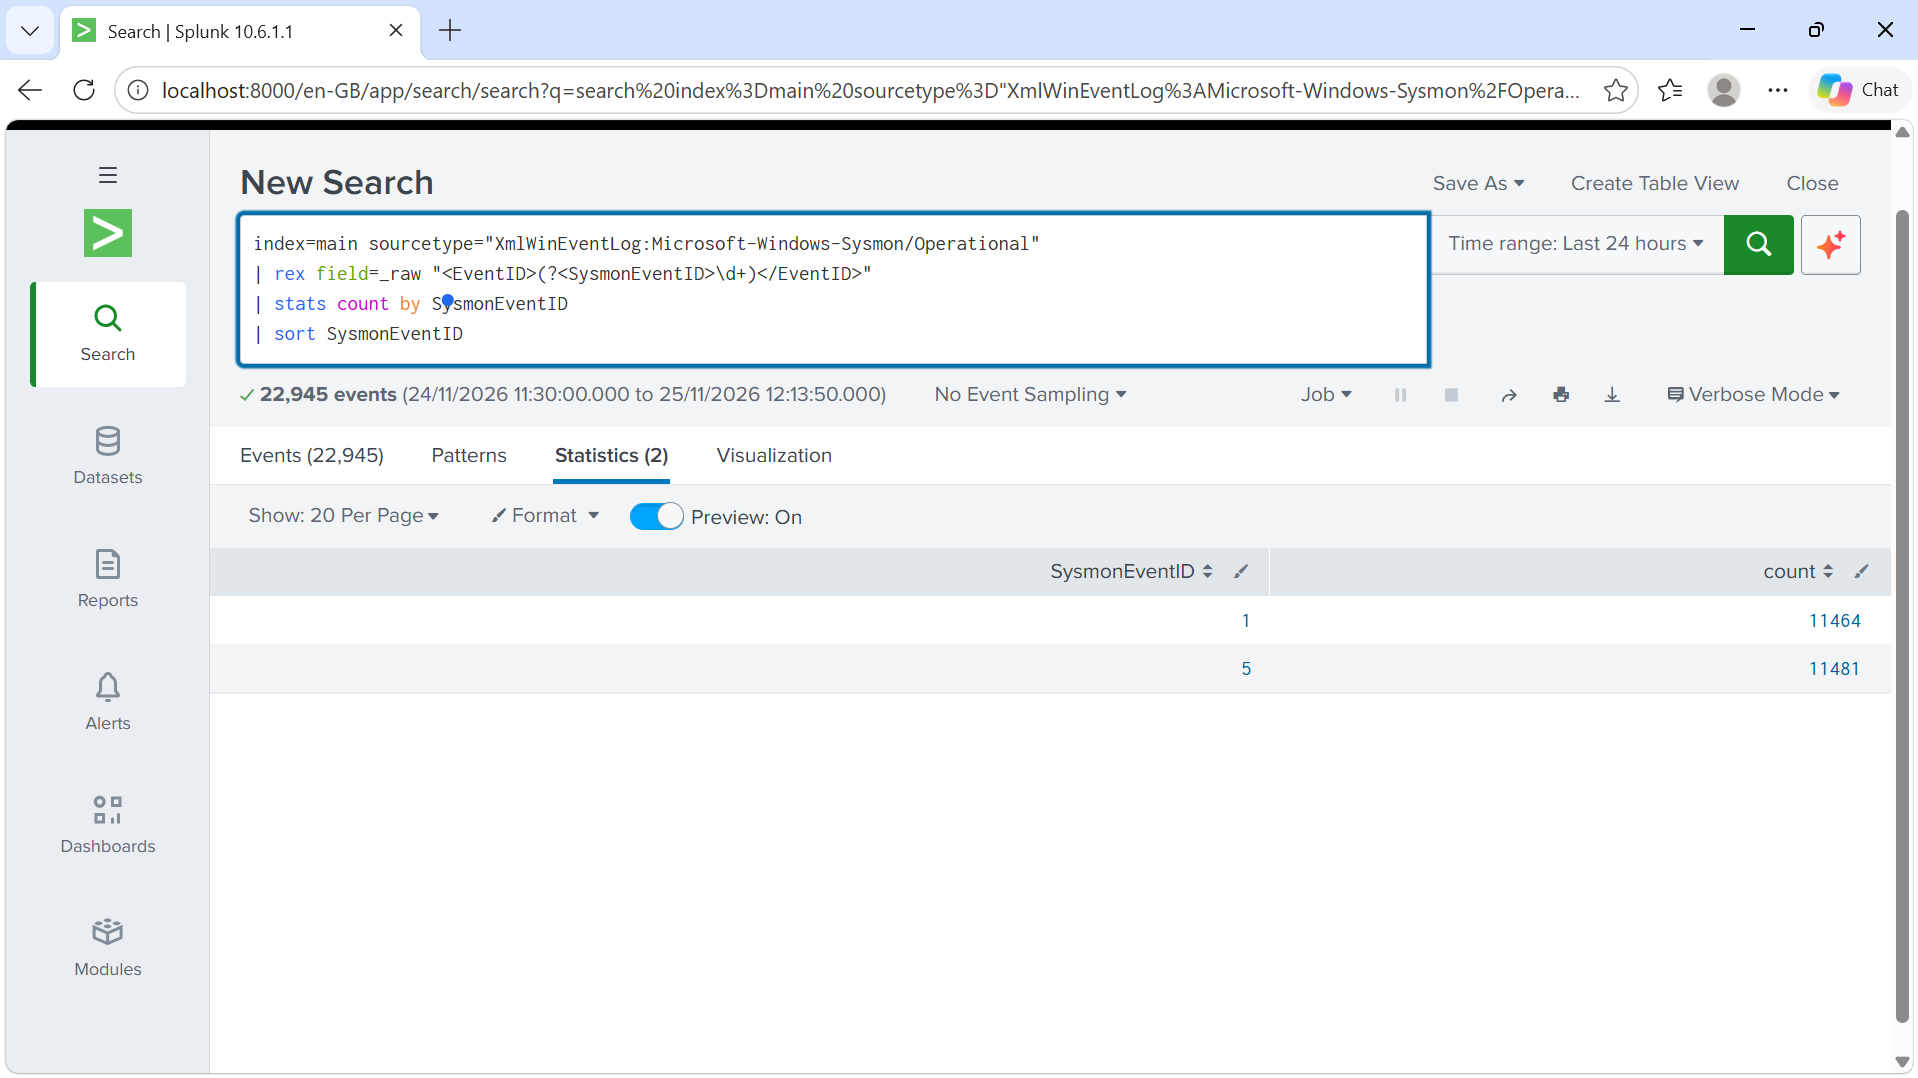 Search | Splunk 10.6.1.1
localhost:8000/en-GB/app/search/search?q=search%20index%3Dmain%20sourcetype%3D"XmlWinEventLog%3AMicrosoft-Windows-Sysmon%2FOpera...
Chat
New Search
Save As
Create Table View
Close
index=main sourcetype="XmlWinEventLog:Microsoft-Windows-Sysmon/Operational"
| rex field=_raw "<EventID>(?<SysmonEventID>\d+)</EventID>"
| stats count by SysmonEventID
| sort SysmonEventID
Time range: Last 24 hours
Search
Datasets
Reports
Alerts
Dashboards
Modules
22,945 events (24/11/2026 11:30:00.000 to 25/11/2026 12:13:50.000)
No Event Sampling
Job
Verbose Mode
Events (22,945)
Patterns
Statistics (2)
Visualization
Show: 20 Per Page
Format
Preview: On
SysmonEventID count
1 11464
5 11481